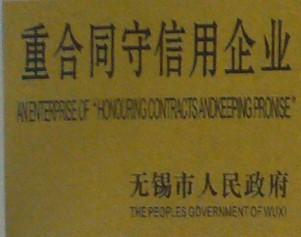 重合同守信用企业
AN ENTERPRISE OF "HONOURING CONTRACTS AND KEEPING PRONISE"
无锡市人民政府
THE PEOPLES GOVERNMENT OF WUXI